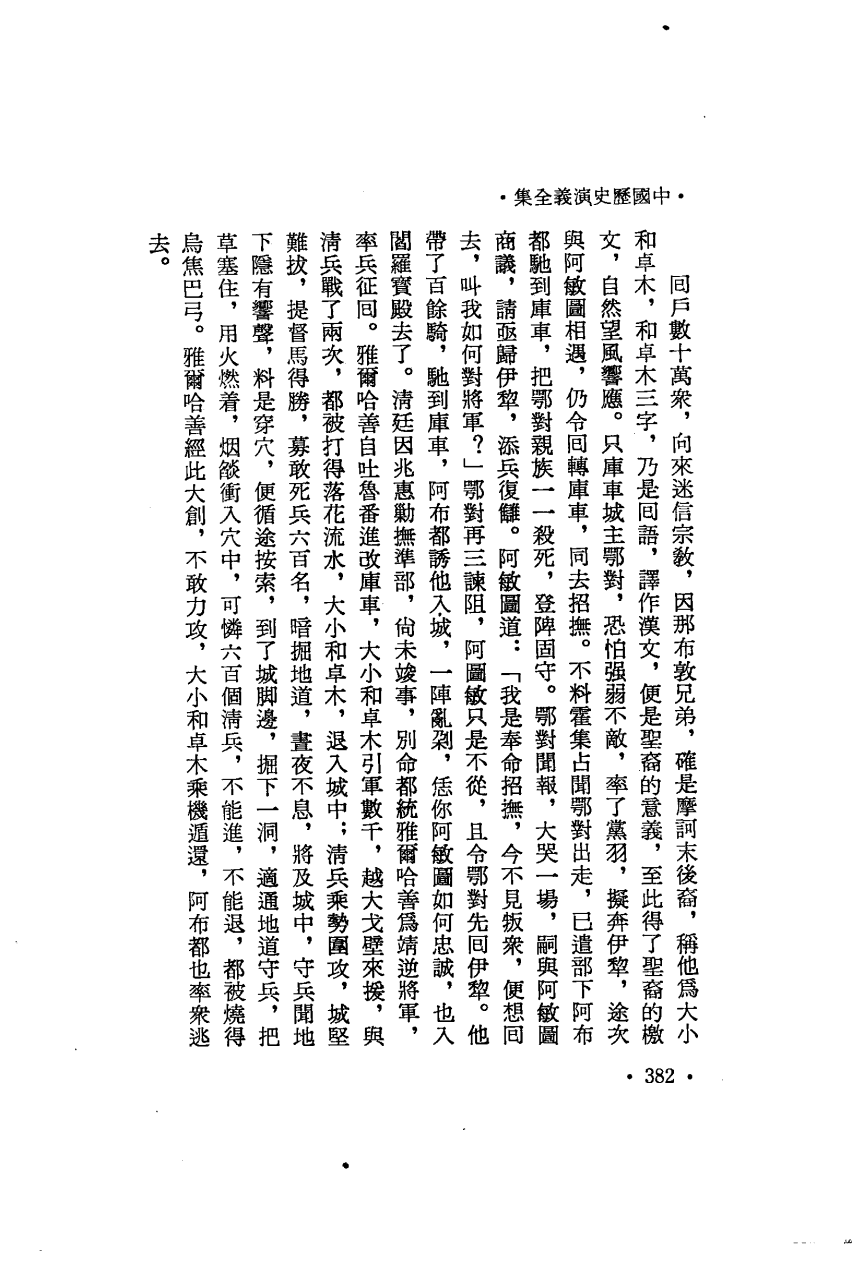 ・中國歷史演義全集・
回戶數十萬衆，向來迷信宗教，因那布敦兄弟，確是摩訶末後裔，稱他爲大小
和卓木，和卓木三字，乃是回語，譯作漢文，便是聖裔的意義，至此得了聖裔的檄
文，自然望風響應。只庫車城主鄂對，恐怕强弱不敵，率了黨羽，擬奔伊犂，途次
與阿敏圖相遇，仍令回轉庫車，同去招撫。不料霍集占聞鄂對出走，已遣部下阿布
都馳到庫車，把鄂對親族一一殺死，登陴固守。鄂對聞報，大哭一場，嗣與阿敏圖
商議，請亟歸伊犂，添兵復讎。阿敏圖道：「我是奉命招撫，今不見叛衆，便想回
去，叫我如何對將軍？」鄂對再三諫阻，阿圖敏只是不從，且令鄂對先回伊犂。他
帶了百餘騎，馳到庫車，阿布都誘他入城，一陣亂剁，恁你阿敏圖如何忠誠，也入
閻羅寶殿去了。淸廷因兆惠勦撫準部，尙未竣事，別命都統雅爾哈善爲靖逆將軍，
率兵征回。雅爾哈善自吐魯番進改庫車，大小和卓木引軍數千，越大戈壁來援，與
淸兵戰了兩次，都被打得落花流水，大小和卓木，退入城中；淸兵乘勢圍攻，城堅
難拔，提督馬得勝，募敢死兵六百名，暗掘地道，晝夜不息，將及城中，守兵聞地
下隱有響聲，料是穿穴，便循途按索，到了城脚邊，掘下一洞，適通地道守兵，把
草塞住，用火燃着，烟燄衝入穴中，可憐六百個淸兵，不能進，不能退，都被燒得
烏焦巴弓。雅爾哈善經此大創，不敢力攻，大小和卓木乘機遁還，阿布都也率衆逃
去。
・382・